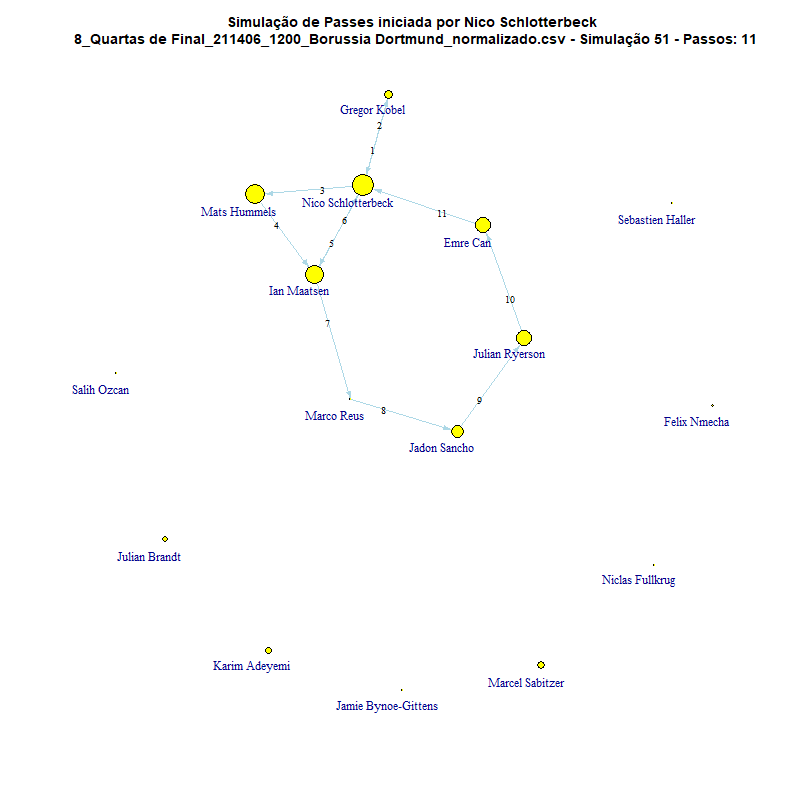 Simulação de Passes iniciada por Nico Schlotterbeck
8_Quartas de Final_211406_1200_Borussia Dortmund_normalizado.csv - Simulação 51 - Passos: 11
Gregor Kobel
2
1
3
Mats Hummels
Nico Schlotterbeck
11
Sebastien Haller
6
4
5
Emre Can
Ian Maatsen
10
7
Julian Ryerson
Salih Ozcan
9
8
Marco Reus
Felix Nmecha
Jadon Sancho
Julian Brandt
Niclas Fullkrug
Karim Adeyemi
Marcel Sabitzer
Jamie Bynoe-Gittens